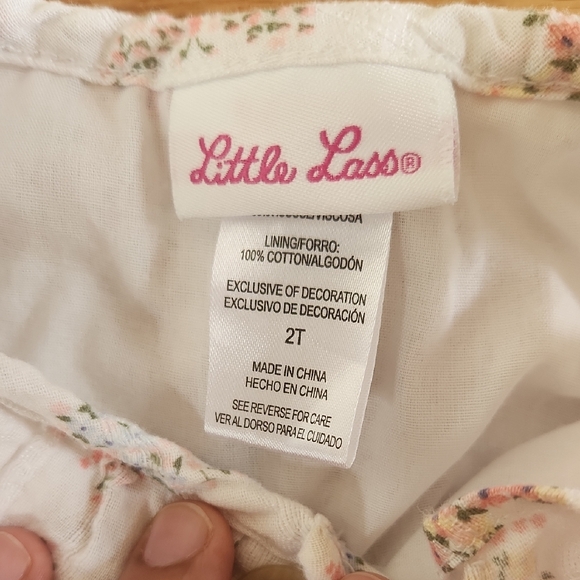 Little Lass®
LINING/FORRO:
100% COTTON/ALGODÓN
EXCLUSIVE OF DECORATION
EXCLUSIVO DE DECORACIÓN
2T
MADE IN CHINA
HECHO EN CHINA
SEE REVERSE FOR CARE
VER AL DORSO PARA EL CUIDADO